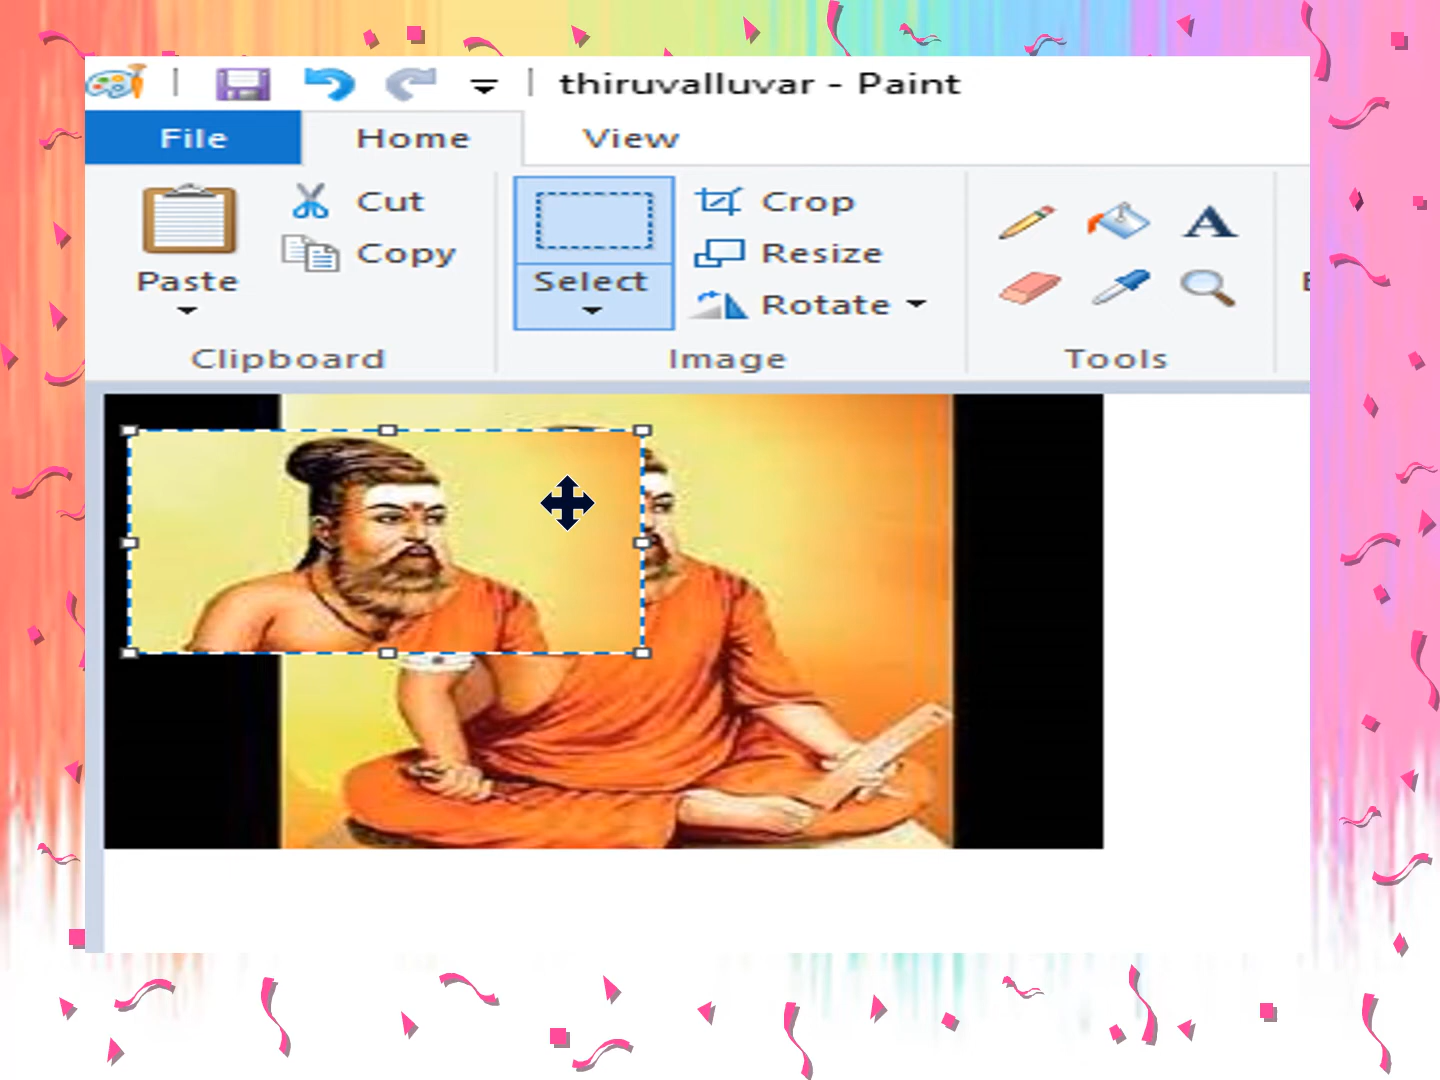 thiruvalluvar - Paint
File Home View
Paste Cut Copy Select Crop Resize Rotate A
Clipboard Image Tools